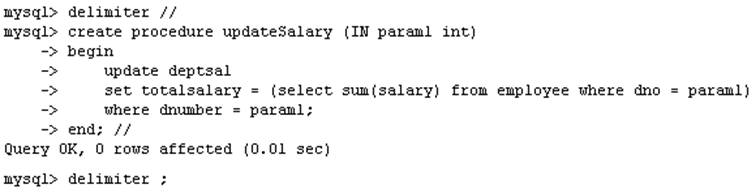 mysql> delimiter //
mysql> create procedure updateSalary (IN param1 int)
    -> begin
    ->     update deptsal
    ->     set totalsalary = (select sum(salary) from employee where dno = param1)
    ->     where dnumber = param1;
    -> end; //
Query OK, 0 rows affected (0.01 sec)
mysql> delimiter ;